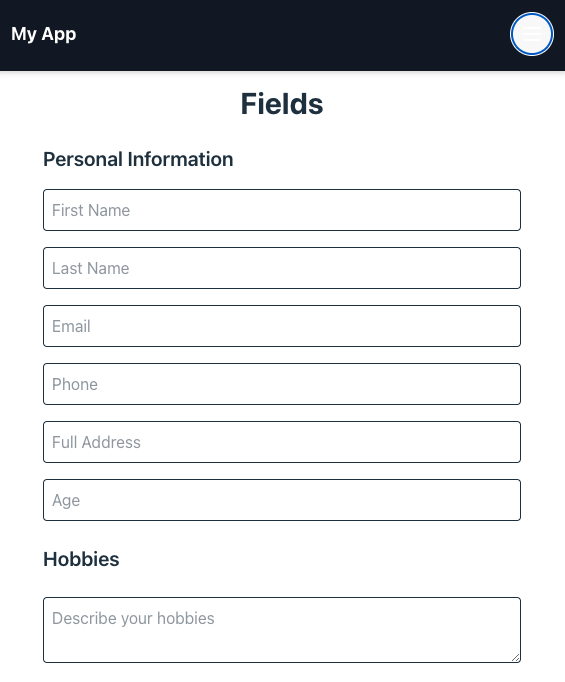 My App
Fields
Personal Information
First Name
Last Name
Email
Phone
Full Address
Age
Hobbies
Describe your hobbies